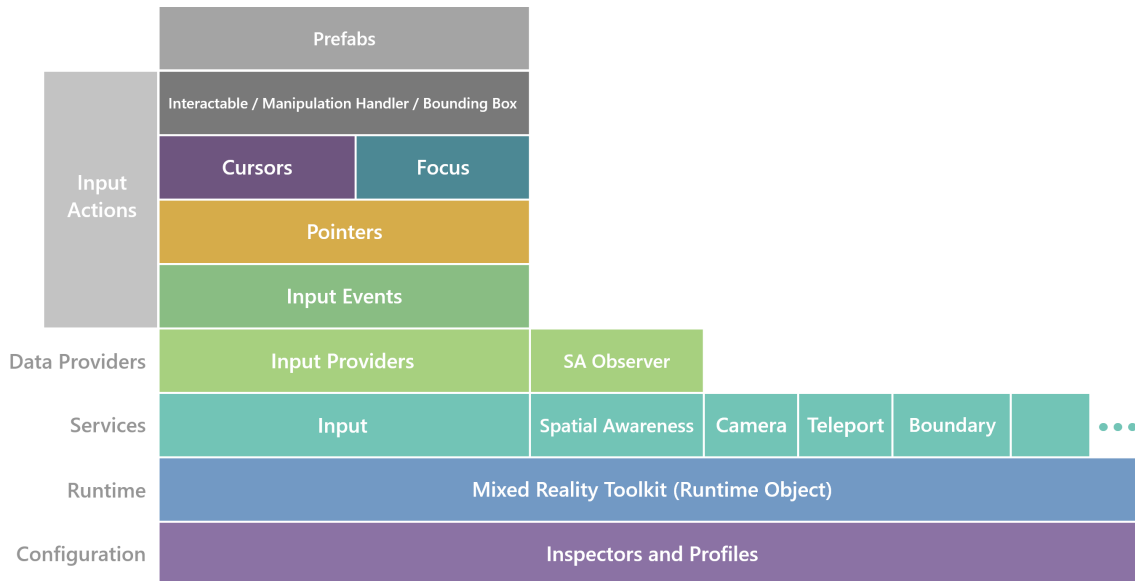 Prefabs
Interactable / Manipulation Handler / Bounding Box
Input
Actions
Cursors
Focus
Pointers
Input Events
Data Providers
Input Providers
SA Observer
Services
Input
Spatial Awareness
Camera
Teleport
Boundary
Runtime
Mixed Reality Toolkit (Runtime Object)
Configuration
Inspectors and Profiles